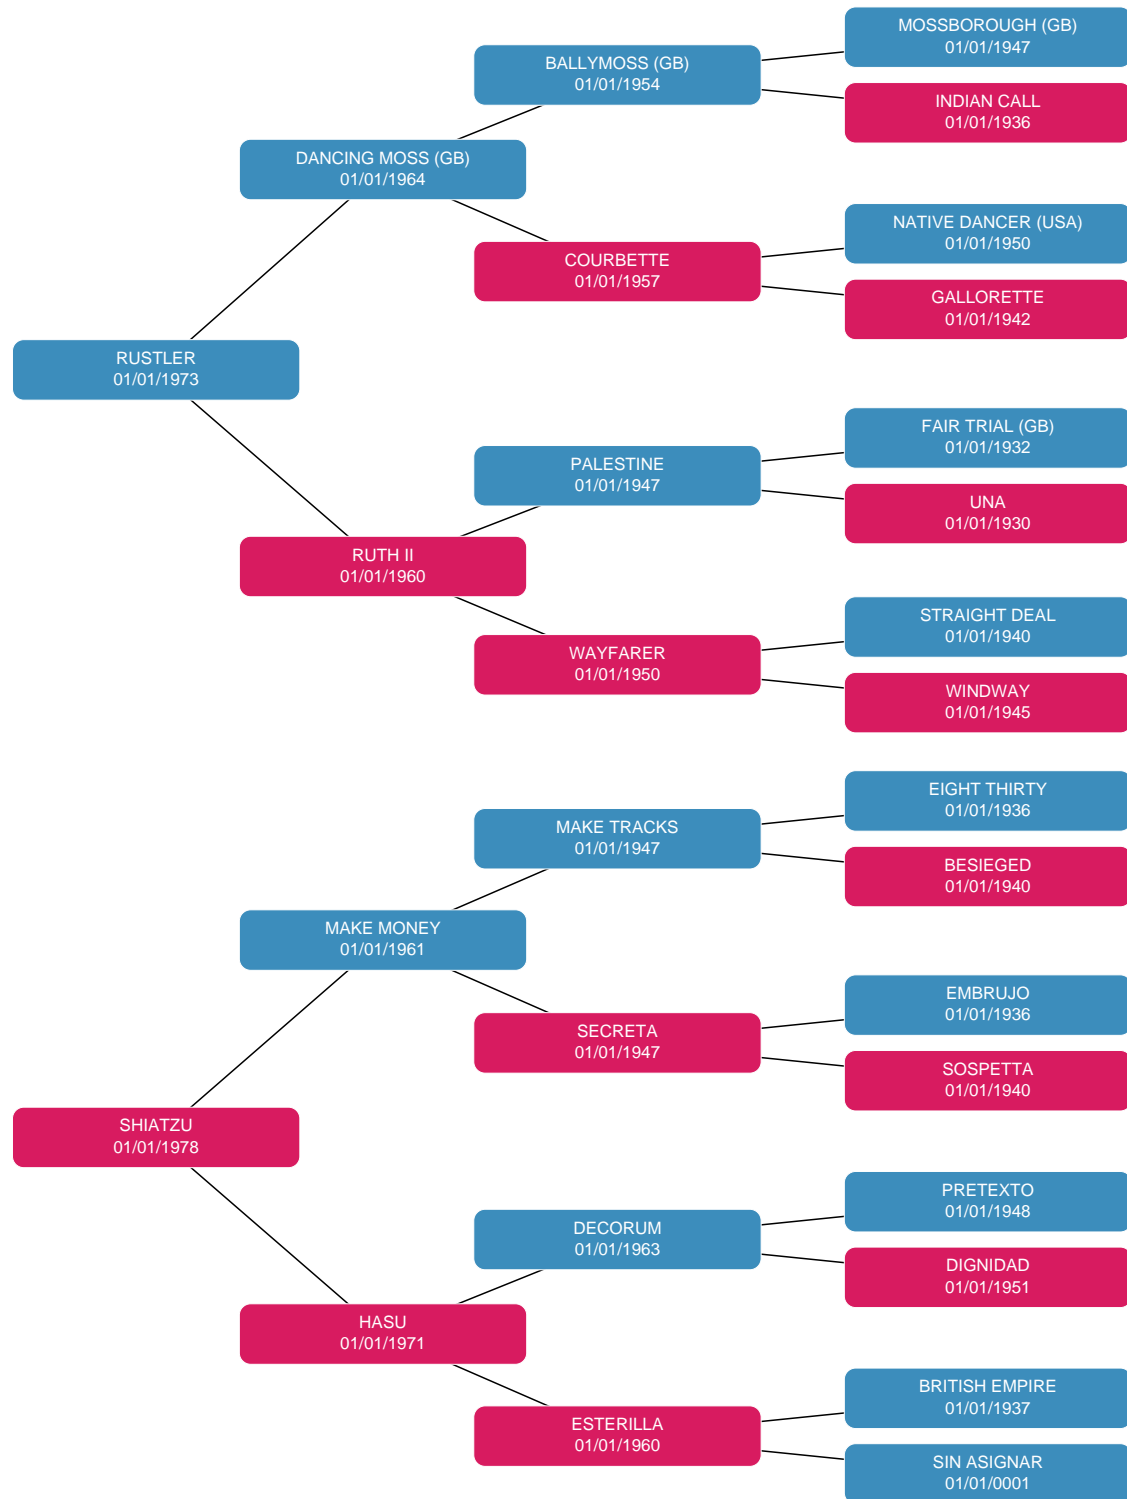 MOSSBOROUGH (GB)
01/01/1947
BALLYMOSS (GB)
01/01/1954
INDIAN CALL
01/01/1936
DANCING MOSS (GB)
01/01/1964
NATIVE DANCER (USA)
01/01/1950
COURBETTE
01/01/1957
GALLORETTE
01/01/1942
RUSTLER
01/01/1973
FAIR TRIAL (GB)
01/01/1932
PALESTINE
01/01/1947
UNA
01/01/1930
RUTH II
01/01/1960
STRAIGHT DEAL
01/01/1940
WAYFARER
01/01/1950
WINDWAY
01/01/1945
EIGHT THIRTY
01/01/1936
MAKE TRACKS
01/01/1947
BESIEGED
01/01/1940
MAKE MONEY
01/01/1961
EMBRUJO
01/01/1936
SECRETA
01/01/1947
SOSPETTA
01/01/1940
SHIATZU
01/01/1978
PRETEXTO
01/01/1948
DECORUM
01/01/1963
DIGNIDAD
01/01/1951
HASU
01/01/1971
BRITISH EMPIRE
01/01/1937
ESTERILLA
01/01/1960
SIN ASIGNAR
01/01/0001